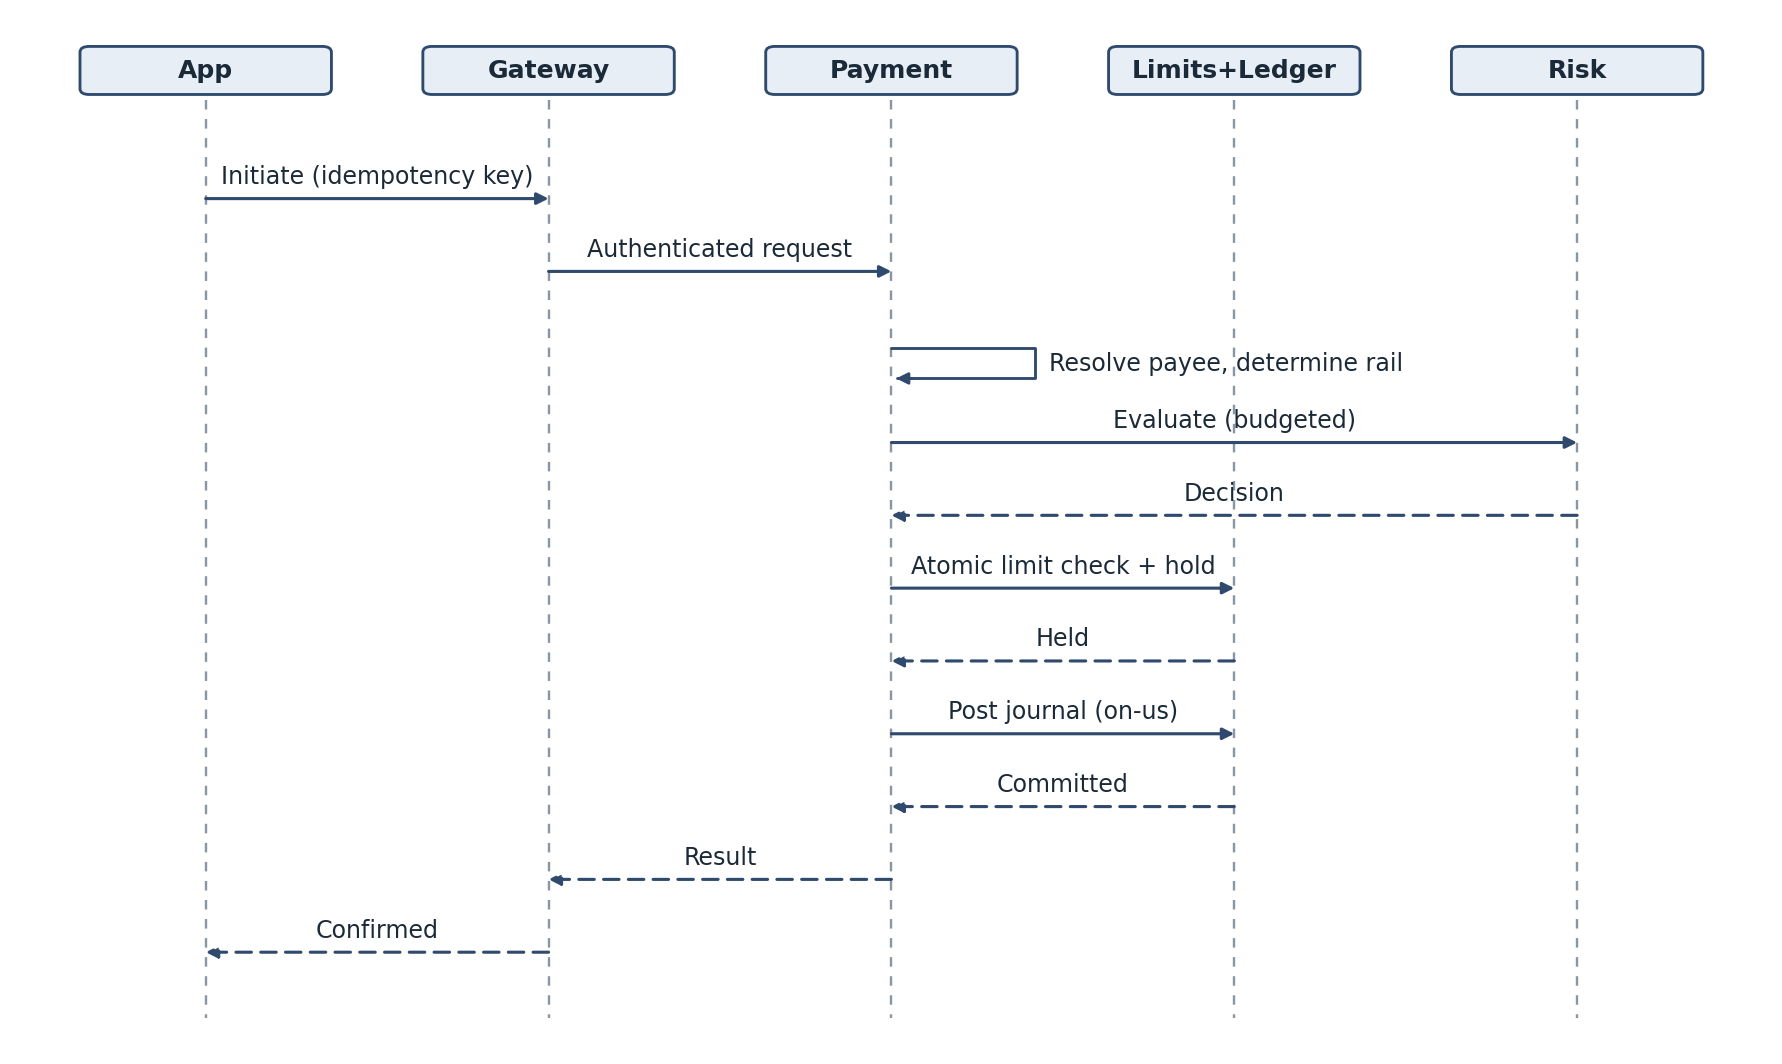 App
Gateway
Payment
Limits+Ledger
Risk
Initiate (idempotency key)
Authenticated request
Resolve payee, determine rail
Evaluate (budgeted)
Decision
Atomic limit check + hold
Held
Post journal (on-us)
Committed
Result
Confirmed